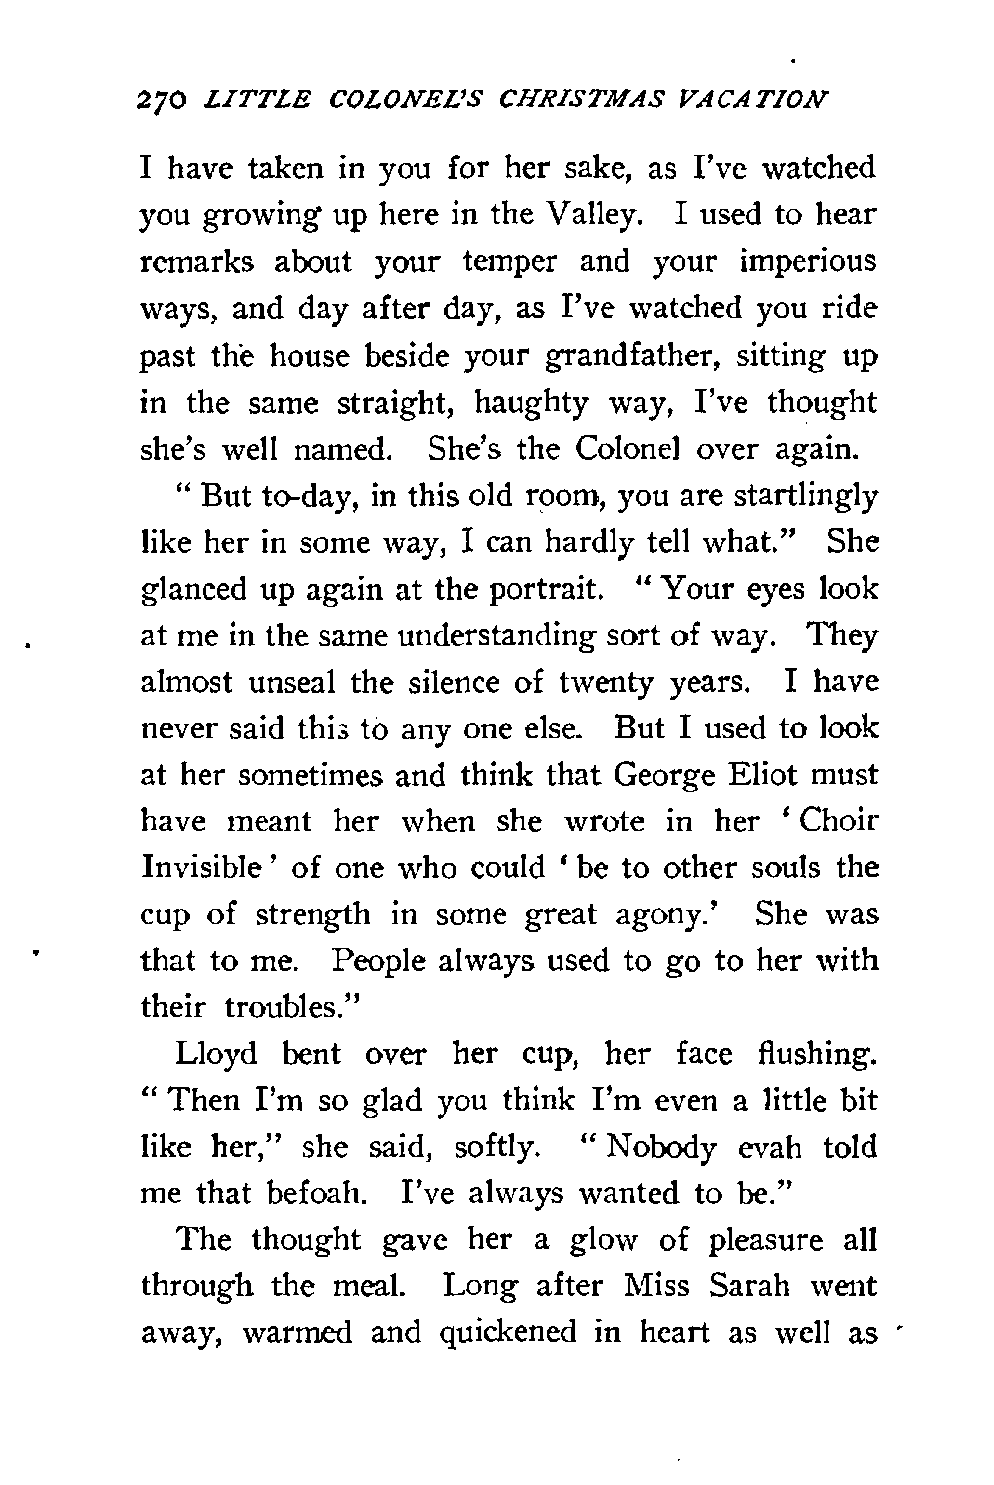 270 LITTLE COLONEL'S CHRISTMAS VACATION
I have taken in you for her sake, as I've watched
you growing up here in the Valley. I used to hear
remarks about your temper and your imperious
ways, and day after day, as I've watched you ride
past the house beside your grandfather, sitting up
in the same straight, haughty way, I've thought
she's well named. She's the Colonel over again.
" But to-day, in this old room, you are startlingly
like her in some way, I can hardly tell what." She
glanced up again at the portrait. " Your eyes look
at me in the same understanding sort of way. They
almost unseal the silence of twenty years. I have
never said this to any one else. But I used to look
at her sometimes and think that George Eliot must
have meant her when she wrote in her ' Choir
Invisible ' of one who could ' be to other souls the
cup of strength in some great agony.' She was
that to me. People always used to go to her with
their troubles."
Lloyd bent over her cup, her face flushing.
" Then I'm so glad you think I'm even a little bit
like her," she said, softly. " Nobody evah told
me that befoah. I've always wanted to be."
The thought gave her a glow of pleasure all
through the meal. Long after Miss Sarah went
away, warmed and quickened in heart as well as